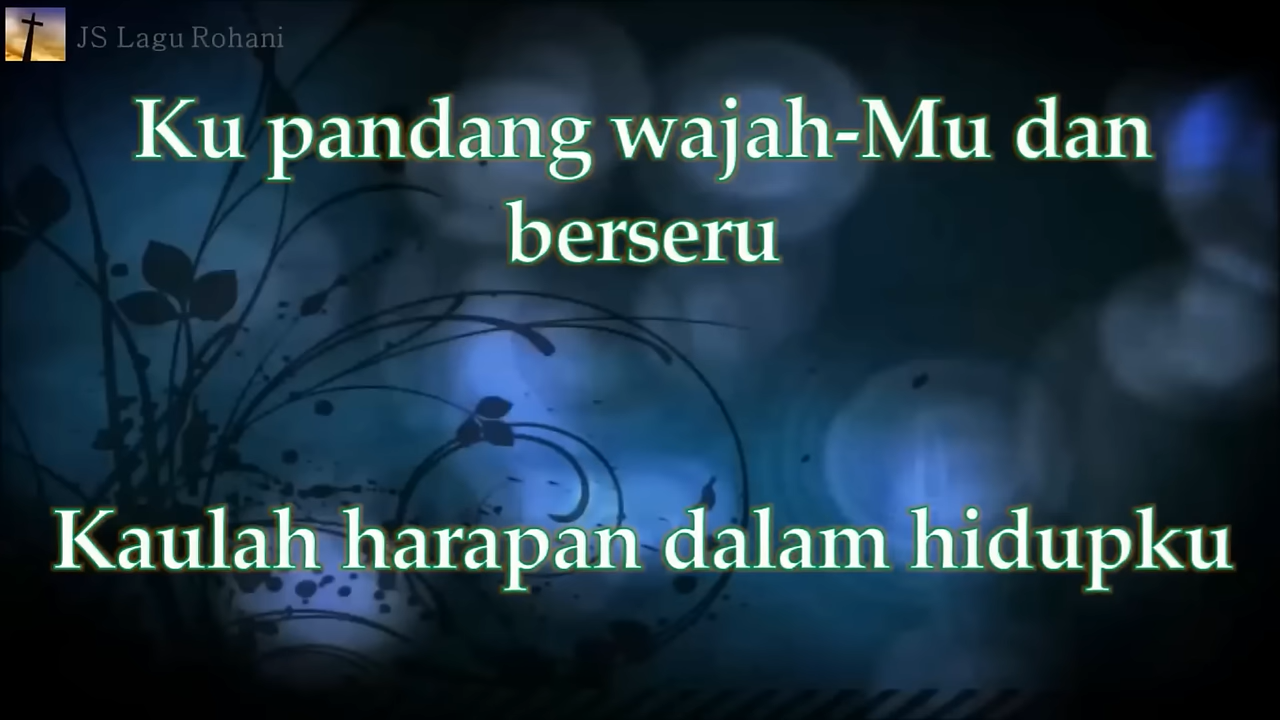 JS Lagu Rohani
Ku pandang wajah-Mu dan
berseru
Kaulah harapan dalam hidupku